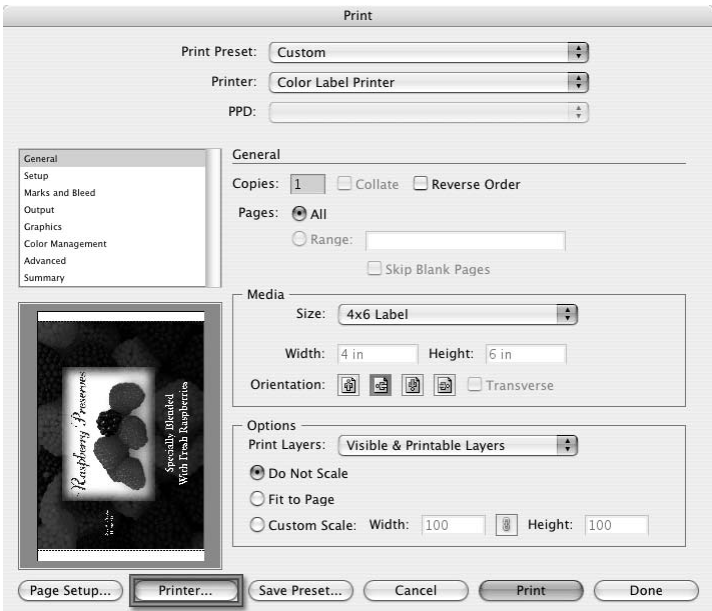 Print
Print Preset: Custom
Printer: Color Label Printer
PPD:
General
Setup
Marks and Bleed
Output
Graphics
Color Management
Advanced
Summary
General
Copies: 1 Collate Reverse Order
Pages: All
Range:
Skip Blank Pages
Media
Size: 4x6 Label
Width: 4 in Height: 6 in
Orientation: Transverse
Options
Print Layers: Visible & Printable Layers
Do Not Scale
Fit to Page
Custom Scale: Width: 100 Height: 100
Raspberry Preserves
Specially Blended
With Fresh Raspberries
Page Setup... Printer... Save Preset... Cancel Print Done